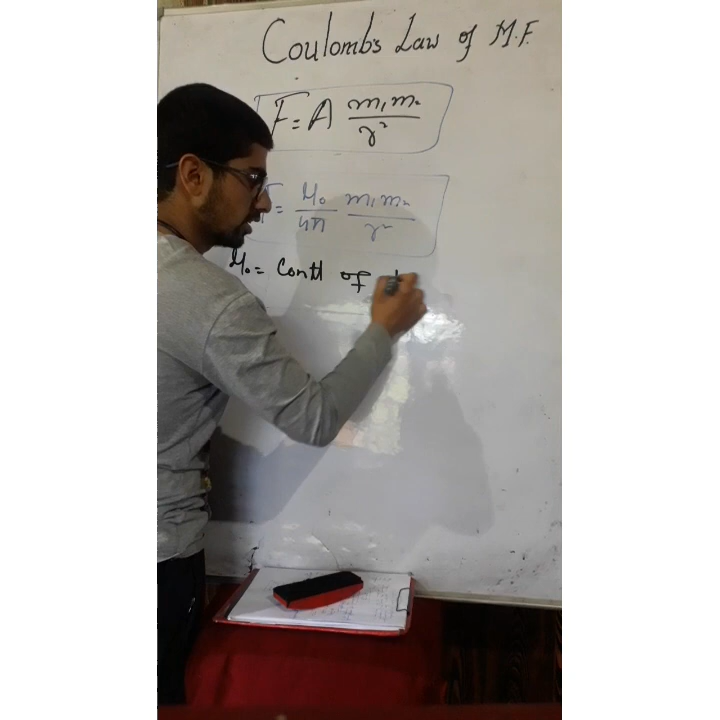 Coulombs Law of M.F.
F = A m₁m₂/r²
F = μ₀/4π m₁m₂/r²
μ₀ = Contt of